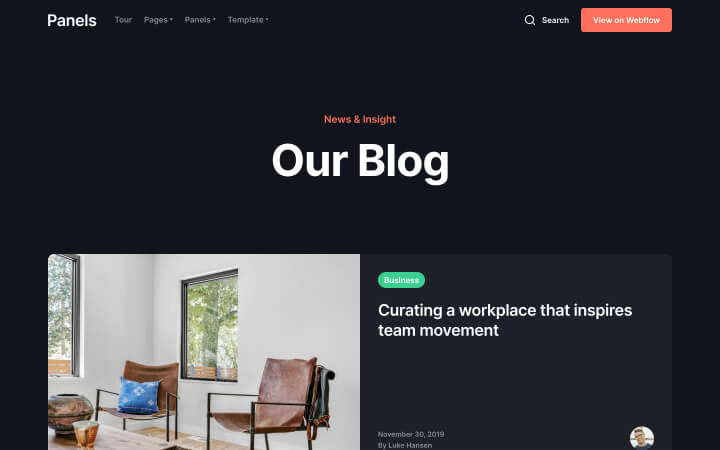 Panels
Tour
Pages
Panels
Template
Search
View on Webflow
News & Insight
Our Blog
Business
Curating a workplace that inspires
team movement
November 30, 2019
By Luke Hansen